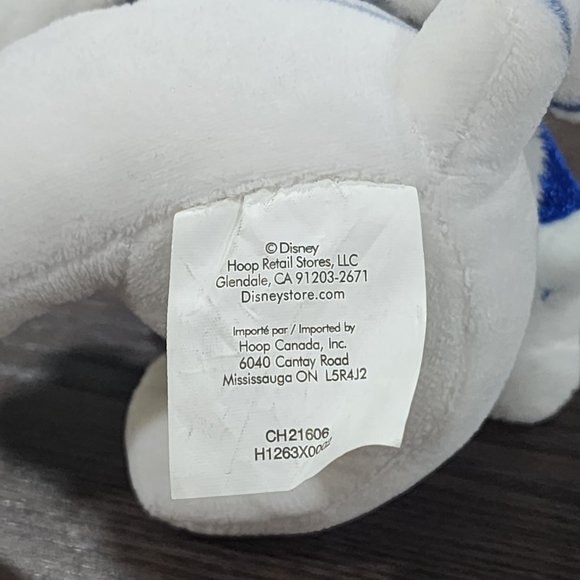 © Disney
Hoop Retail Stores, LLC
Glendale, CA 91203-2671
Disneystore.com
Importé par / Imported by
Hoop Canada, Inc.
6040 Cantay Road
Mississauga ON L5R4J2
CH21606